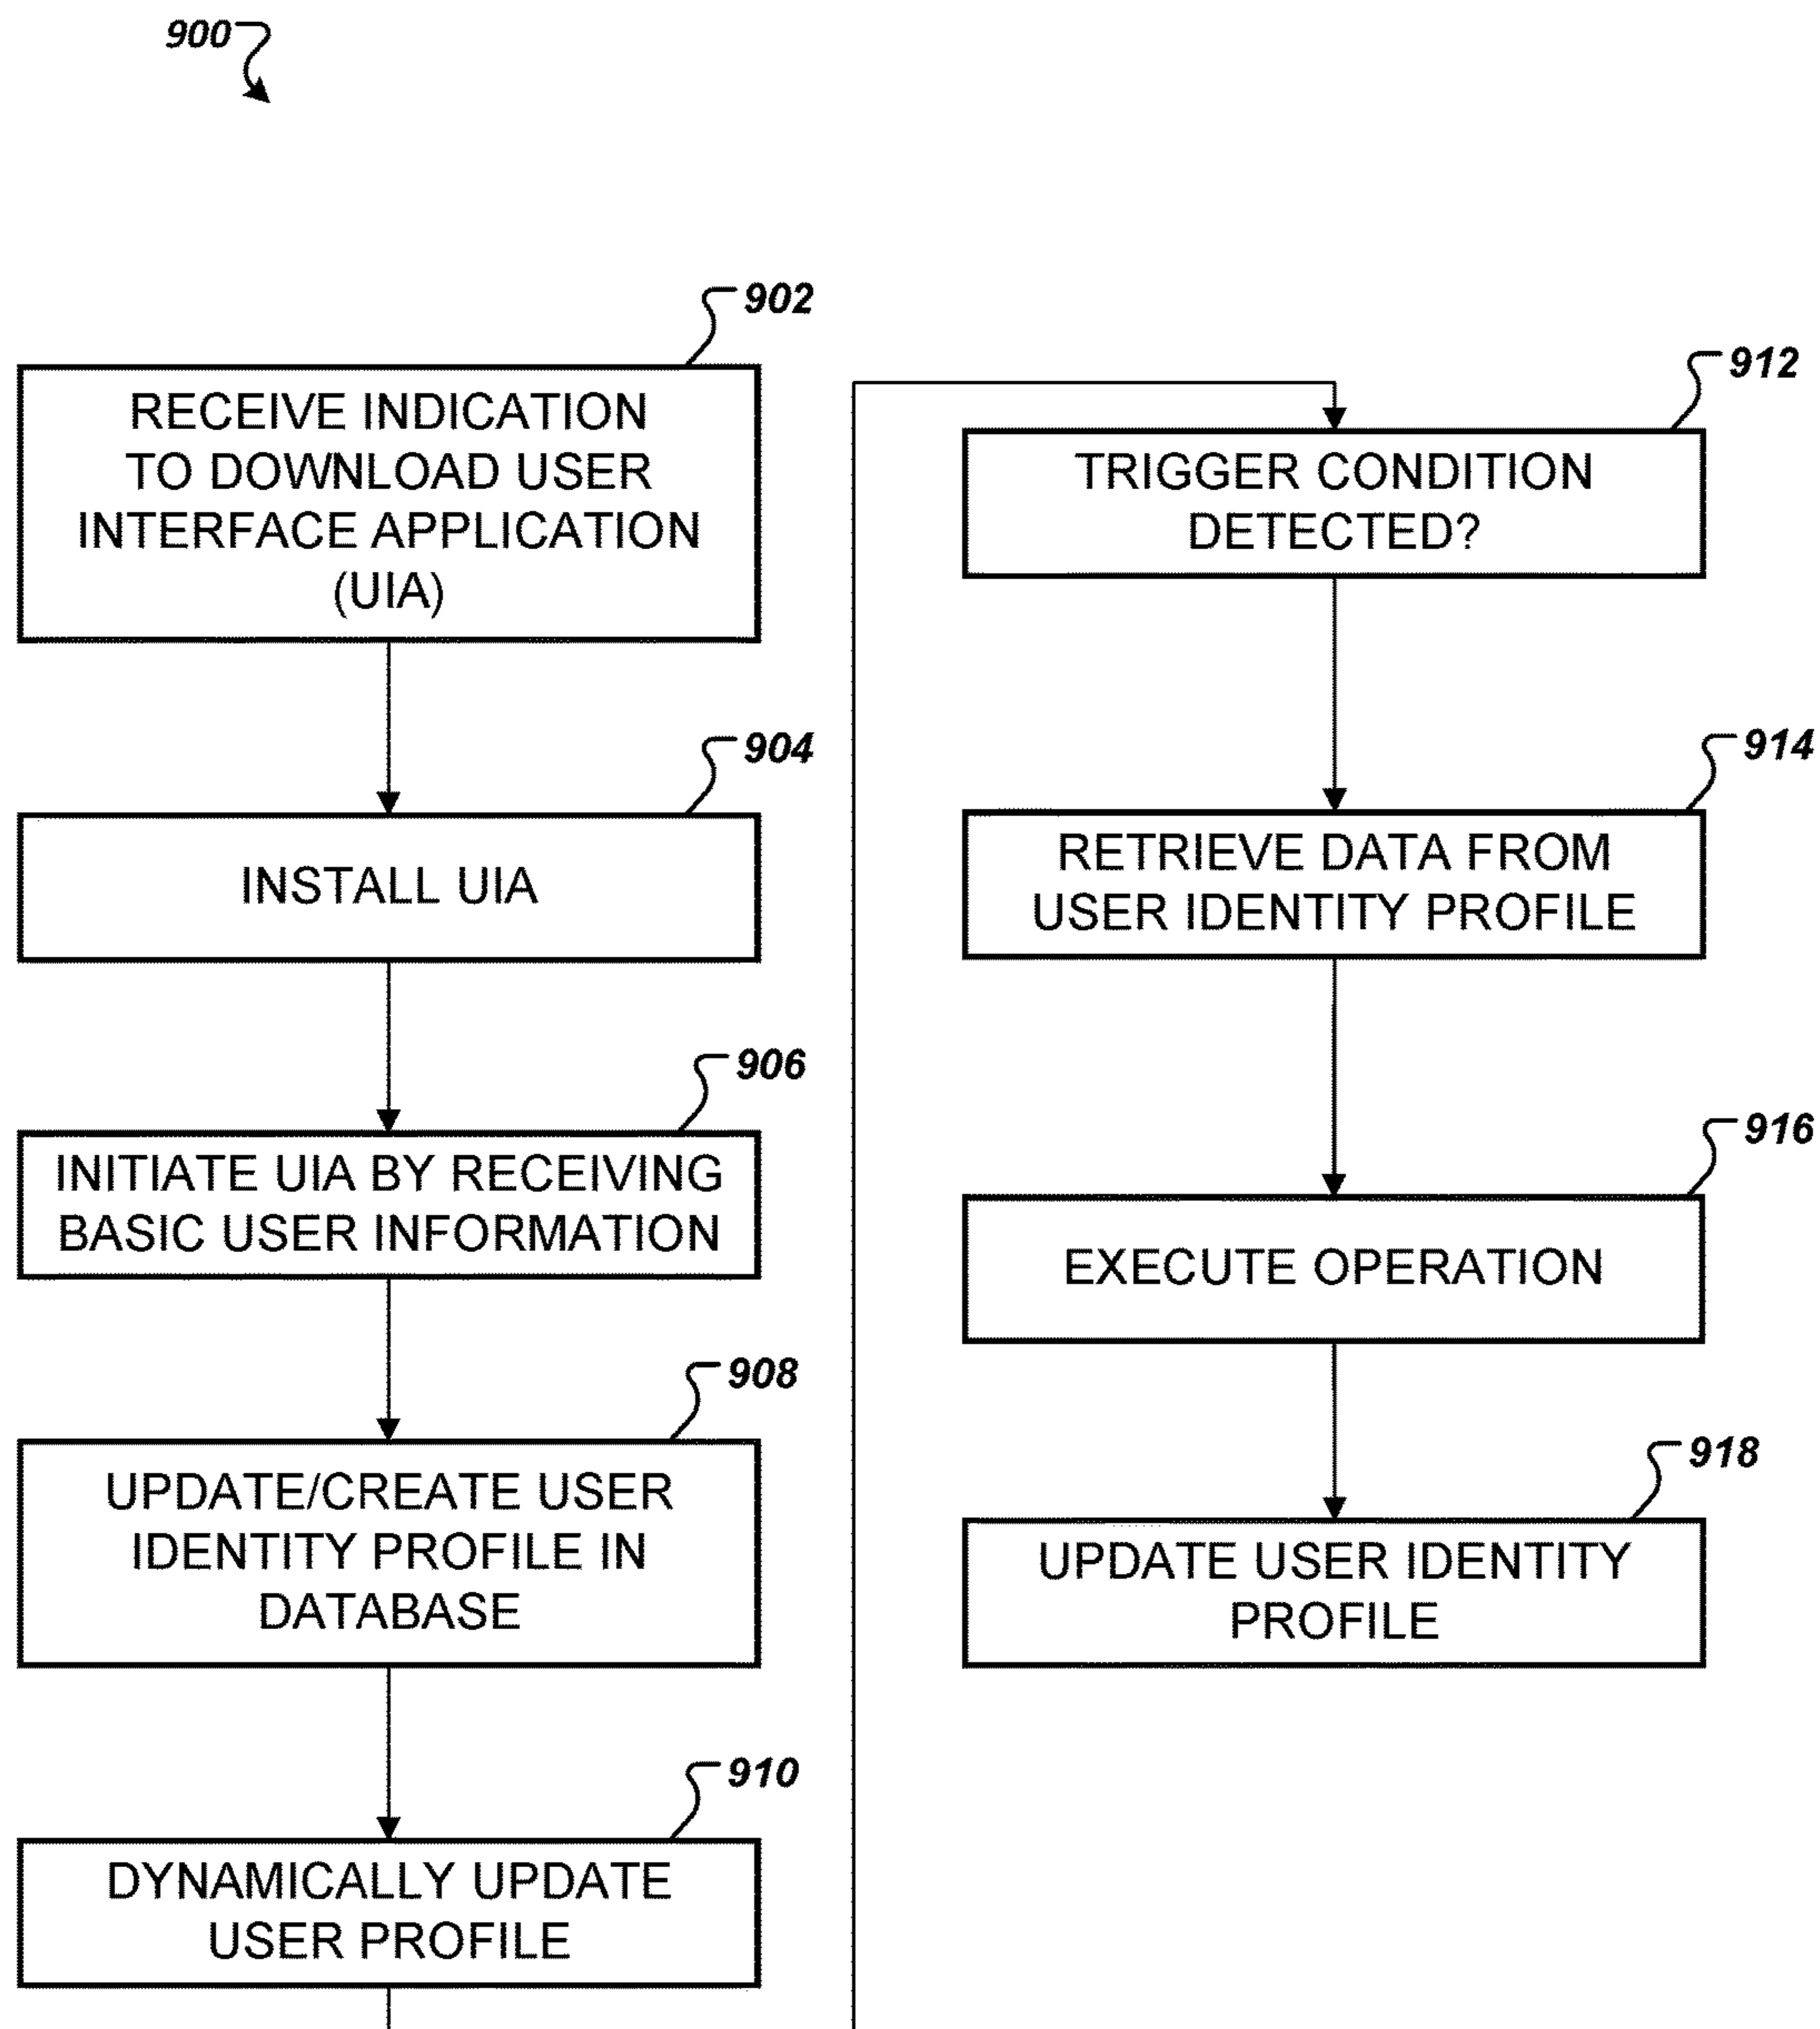 900
902
RECEIVE INDICATION
TO DOWNLOAD USER
INTERFACE APPLICATION
(UIA)
904
INSTALL UIA
906
INITIATE UIA BY RECEIVING
BASIC USER INFORMATION
908
UPDATE/CREATE USER
IDENTITY PROFILE IN
DATABASE
910
DYNAMICALLY UPDATE
USER PROFILE
912
TRIGGER CONDITION
DETECTED?
914
RETRIEVE DATA FROM
USER IDENTITY PROFILE
916
EXECUTE OPERATION
918
UPDATE USER IDENTITY
PROFILE